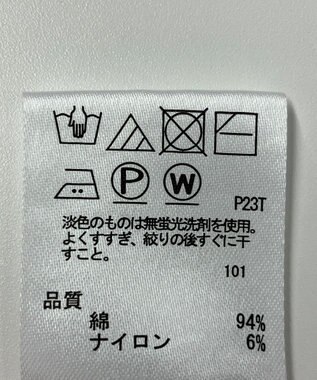 P W
P23T
淡色のものは無蛍光洗剤を使用。
よくすすぎ、絞りの後すぐに干
すこと。
101
品質
綿 94%
ナイロン 6%